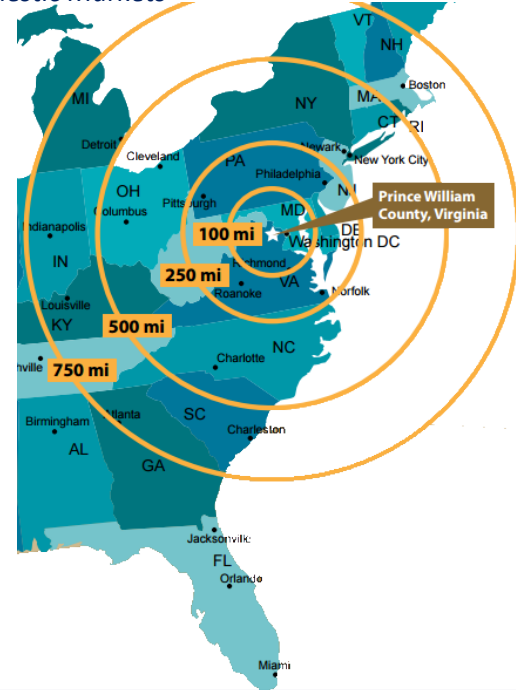 VT
NH
MI
Boston
NY
MA
CT
RI
Detroit
Cleveland
Newark
New York City
PA
Philadelphia
OH
NJ
Pittsburgh
Prince William
County, Virginia
MD
Columbus
Indianapolis
100 mi
DE
Washington DC
IN
Richmond
250 mi
VA
Roanoke
Norfolk
Louisville
KY
500 mi
NC
hville
750 mi
Charlotte
SC
Birmingham
Atlanta
Charleston
AL
GA
Jacksonville
FL
Orlando
Miami